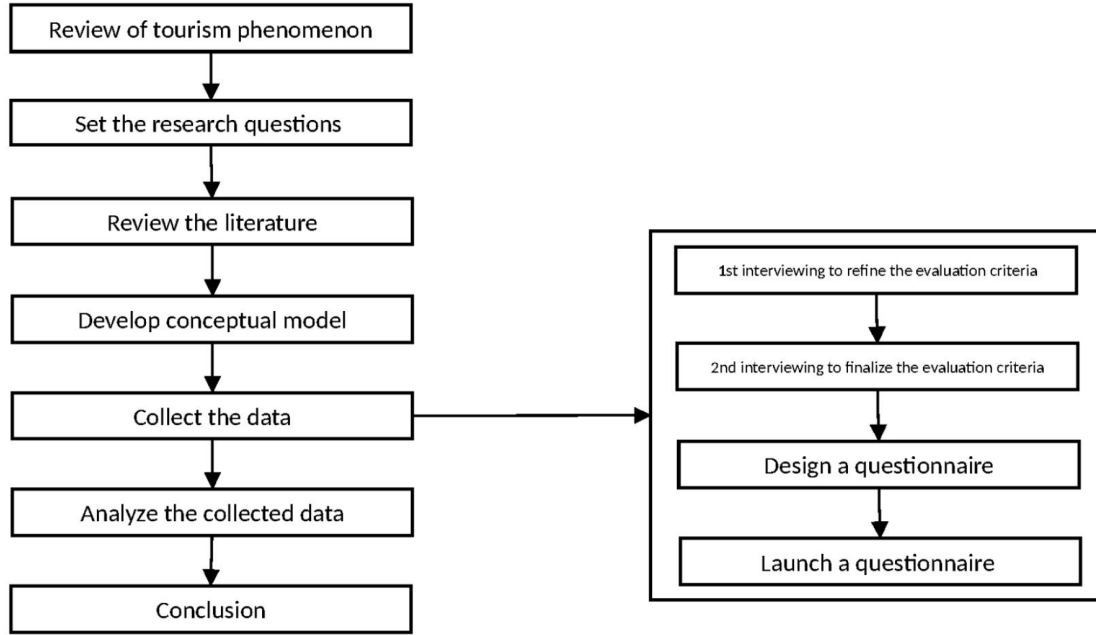 Review of tourism phenomenon
Set the research questions
Review the literature
Develop conceptual model
Collect the data
Analyze the collected data
Conclusion
1st interviewing to refine the evaluation criteria
2nd interviewing to finalize the evaluation criteria
Design a questionnaire
Launch a questionnaire